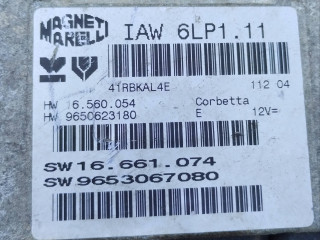 MAGNETI MARELLI
IAW 6LP1.11
41RBKAL4E 112 04
HW 16.560.054 Corbetta
HW 9650623180 E 12V=
SW 16.661.074
SW 9653067080